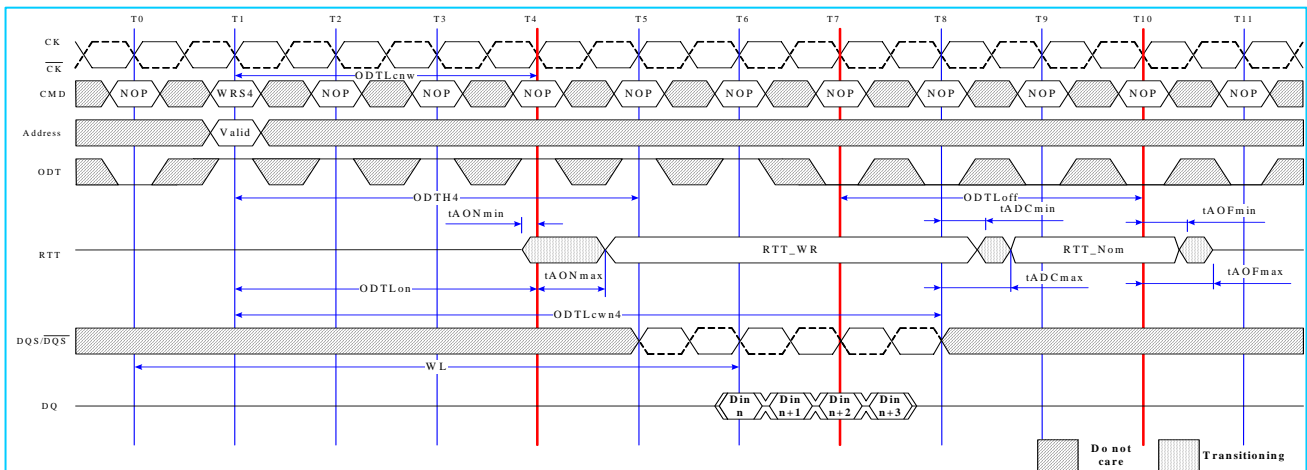 T0 T1 T2 T3 T4 T5 T6 T7 T8 T9 T10 T11
CK
CK
ODTLcnw
CMD NOP WRS4 NOP NOP NOP NOP NOP NOP NOP NOP NOP
Address Valid
ODT
ODTH4 ODTLoff
tAONmin tADCmin tAOFmin
RTT RTT_WR RTT_Nom
tAONmax tADCmax tAOFmax
ODTLon
ODTLcwn4
DQS/DQS
WL
DQ Din n Din n+1 Din n+2 Din n+3
Do not care
Transitioning